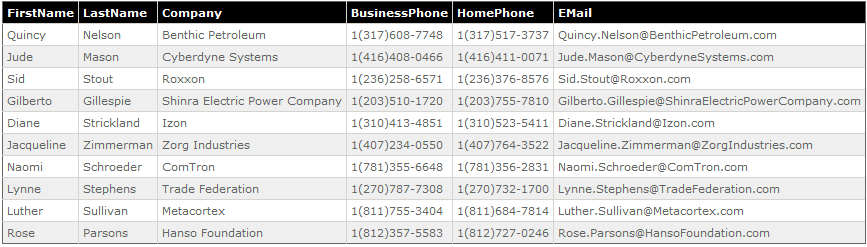 FirstName LastName Company BusinessPhone HomePhone EMail
Quincy Nelson Benthic Petroleum 1(317)608-7748 1(317)517-3737 Quincy.Nelson@BenthicPetroleum.com
Jude Mason Cyberdyne Systems 1(416)408-0466 1(416)411-0071 Jude.Mason@CyberdyneSystems.com
Sid Stout Roxxon 1(236)258-6571 1(236)376-8576 Sid.Stout@Roxxon.com
Gilberto Gillespie Shinra Electric Power Company 1(203)510-1720 1(203)755-7810 Gilberto.Gillespie@ShinraElectricPowerCompany.com
Diane Strickland Izon 1(310)413-4851 1(310)523-5411 Diane.Strickland@Izon.com
Jacqueline Zimmerman Zorg Industries 1(407)234-0550 1(407)764-3522 Jacqueline.Zimmerman@ZorgIndustries.com
Naomi Schroeder ComTron 1(781)355-6648 1(781)356-2831 Naomi.Schroeder@ComTron.com
Lynne Stephens Trade Federation 1(270)787-7308 1(270)732-1700 Lynne.Stephens@TradeFederation.com
Luther Sullivan Metacortex 1(811)755-3404 1(811)684-7814 Luther.Sullivan@Metacortex.com
Rose Parsons Hanso Foundation 1(812)357-5583 1(812)727-0246 Rose.Parsons@HansoFoundation.com